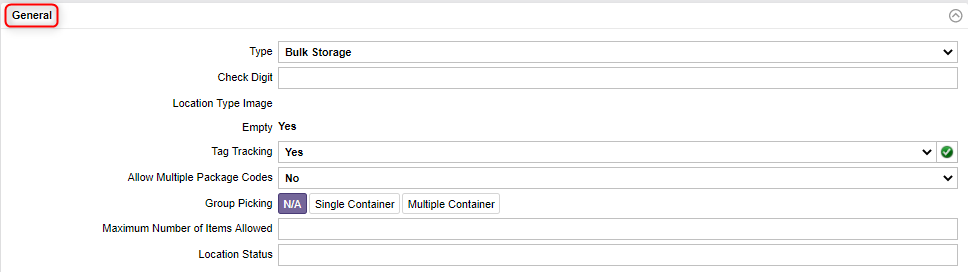 General
Type Bulk Storage
Check Digit
Location Type Image
Empty Yes
Tag Tracking Yes
Allow Multiple Package Codes No
Group Picking N/A Single Container Multiple Container
Maximum Number of Items Allowed
Location Status